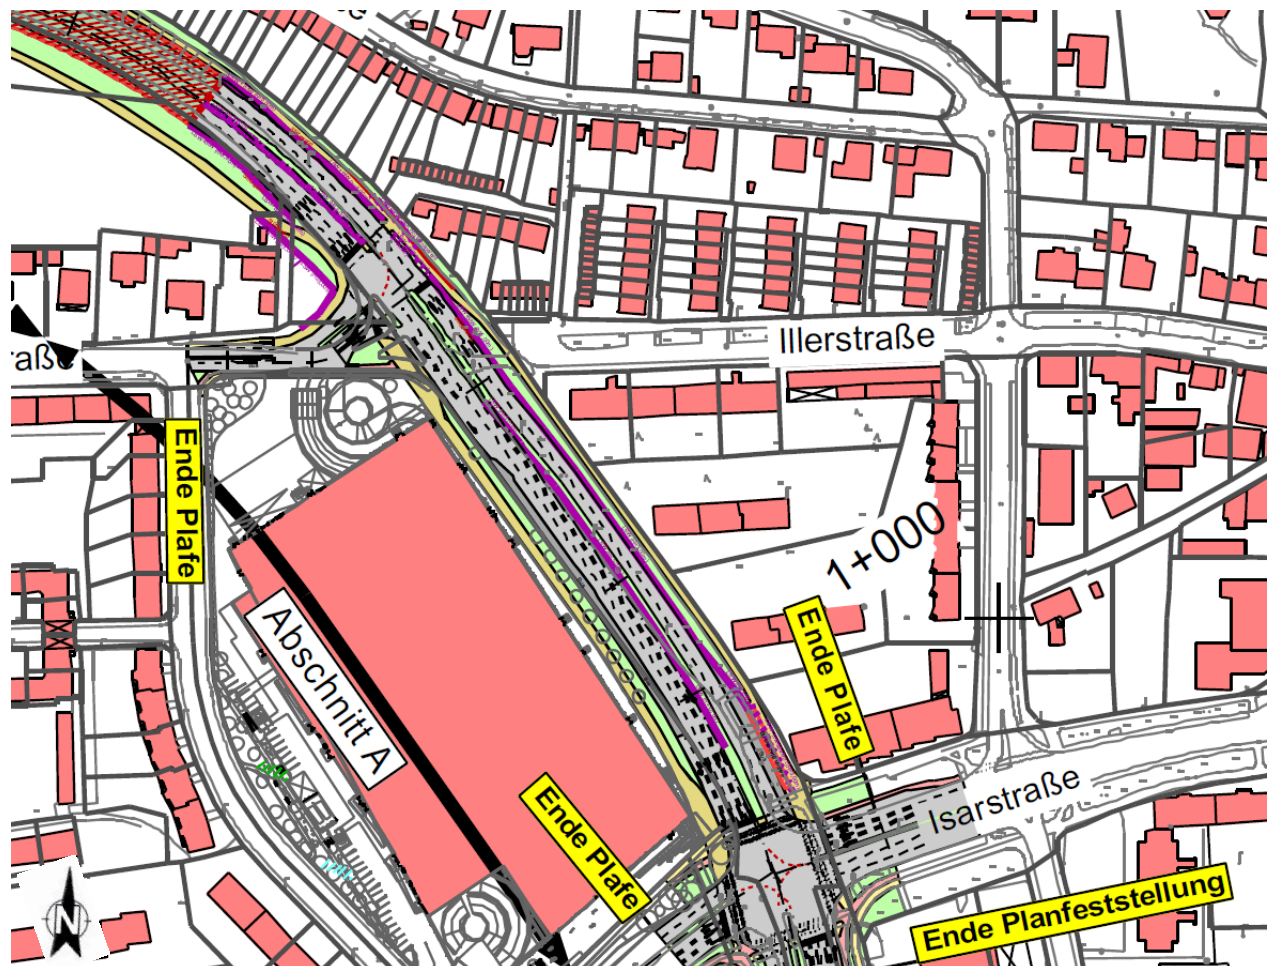 Illerstraße
raße
Ende Plafe
1+000
Abschnitt A
Ende Plafe
Ende Plafe
Isarstraße
Ende Planfeststellung
N